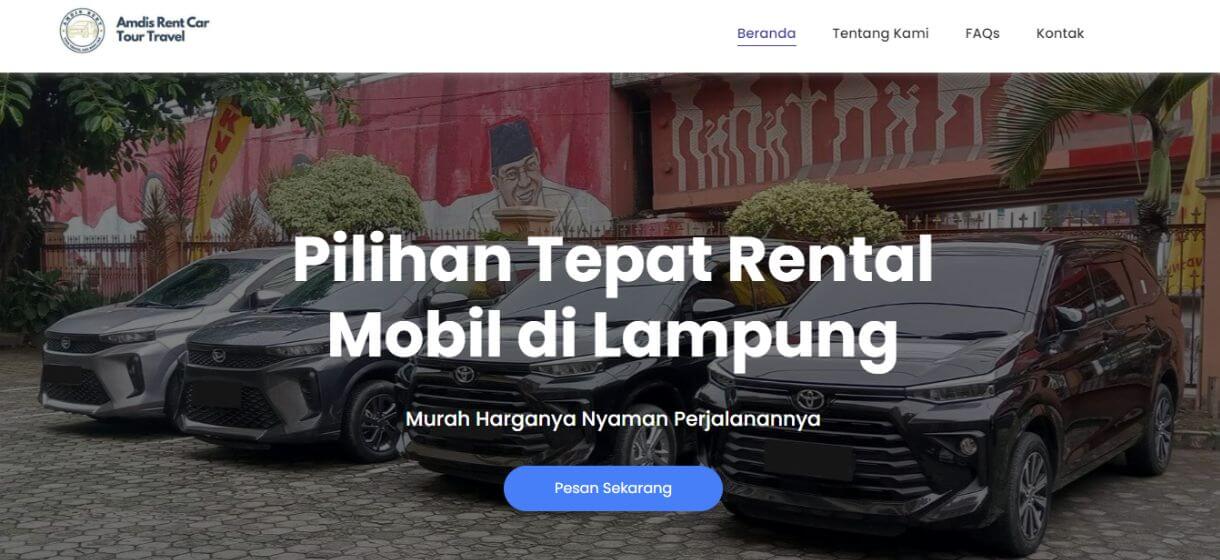 Amdis Rent Car
Tour Travel
Beranda
Tentang Kami
FAQs
Kontak
Pilihan Tepat Rental
Mobil di Lampung
Murah Harganya Nyaman Perjalanannya
Pesan Sekarang